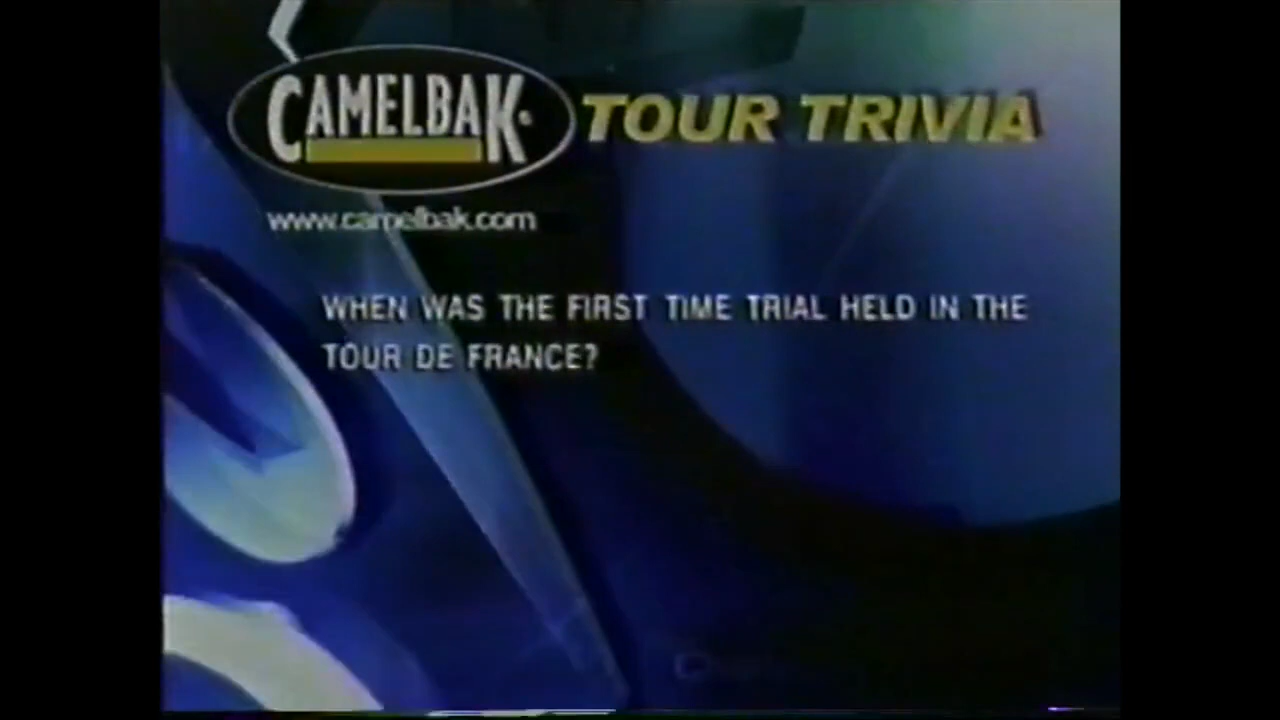 CAMELBAK. TOUR TRIVIA
www.camelbak.com
WHEN WAS THE FIRST TIME TRIAL HELD IN THE
TOUR DE FRANCE?